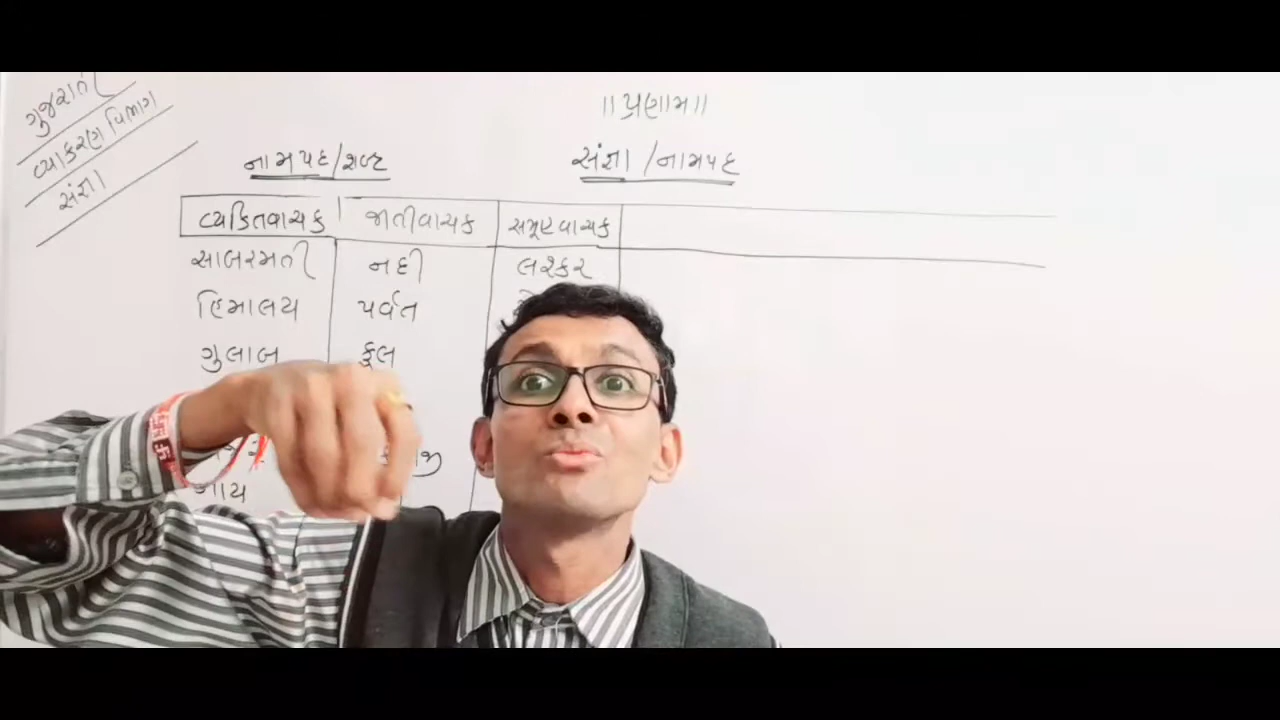 ગુજરાતી
વ્યાકરણ વિભાગ
સંજ્ઞા
॥ પ્રણામ ॥
નામપદ/શબ્દ
સંજ્ઞા /નામપદ
વ્યકિતવાચક જાતીવાચક સમૂહવાચક
સાબરમતી નદી લશ્કર
હિમાલય પર્વત
ગુલાબ ફૂલ